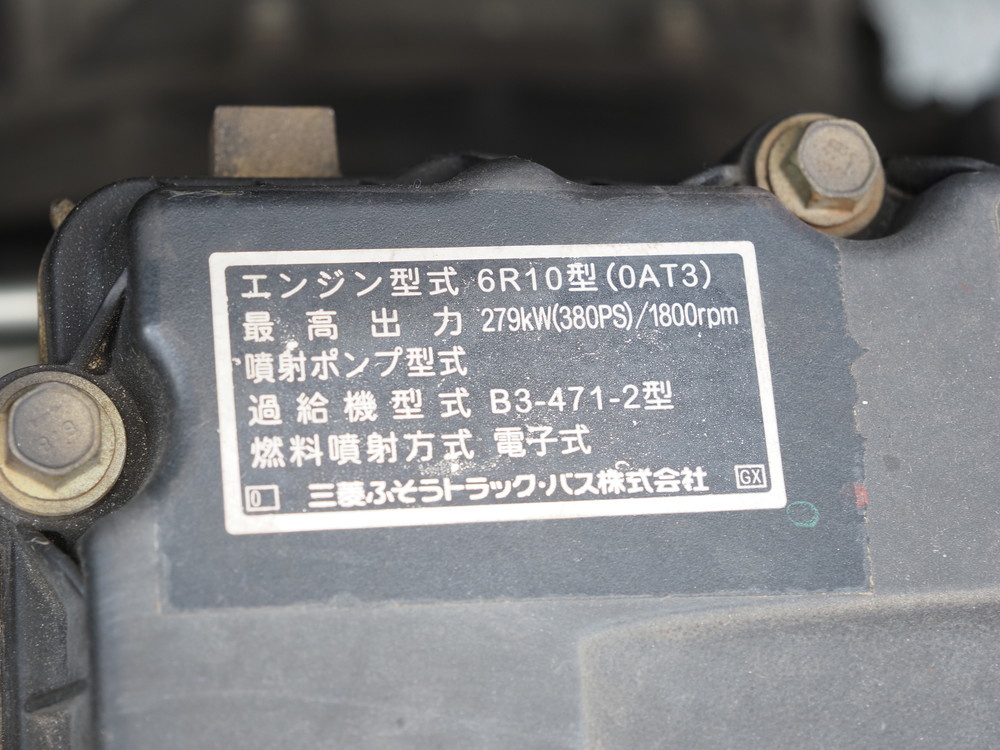 エンジン型式 6R10型(0AT3)
最高出力 279kW(380PS)/1800rpm
噴射ポンプ型式
過給機型式 B3-471-2型
燃料噴射方式 電子式
0 三菱ふそうトラック・バス株式会社 GX